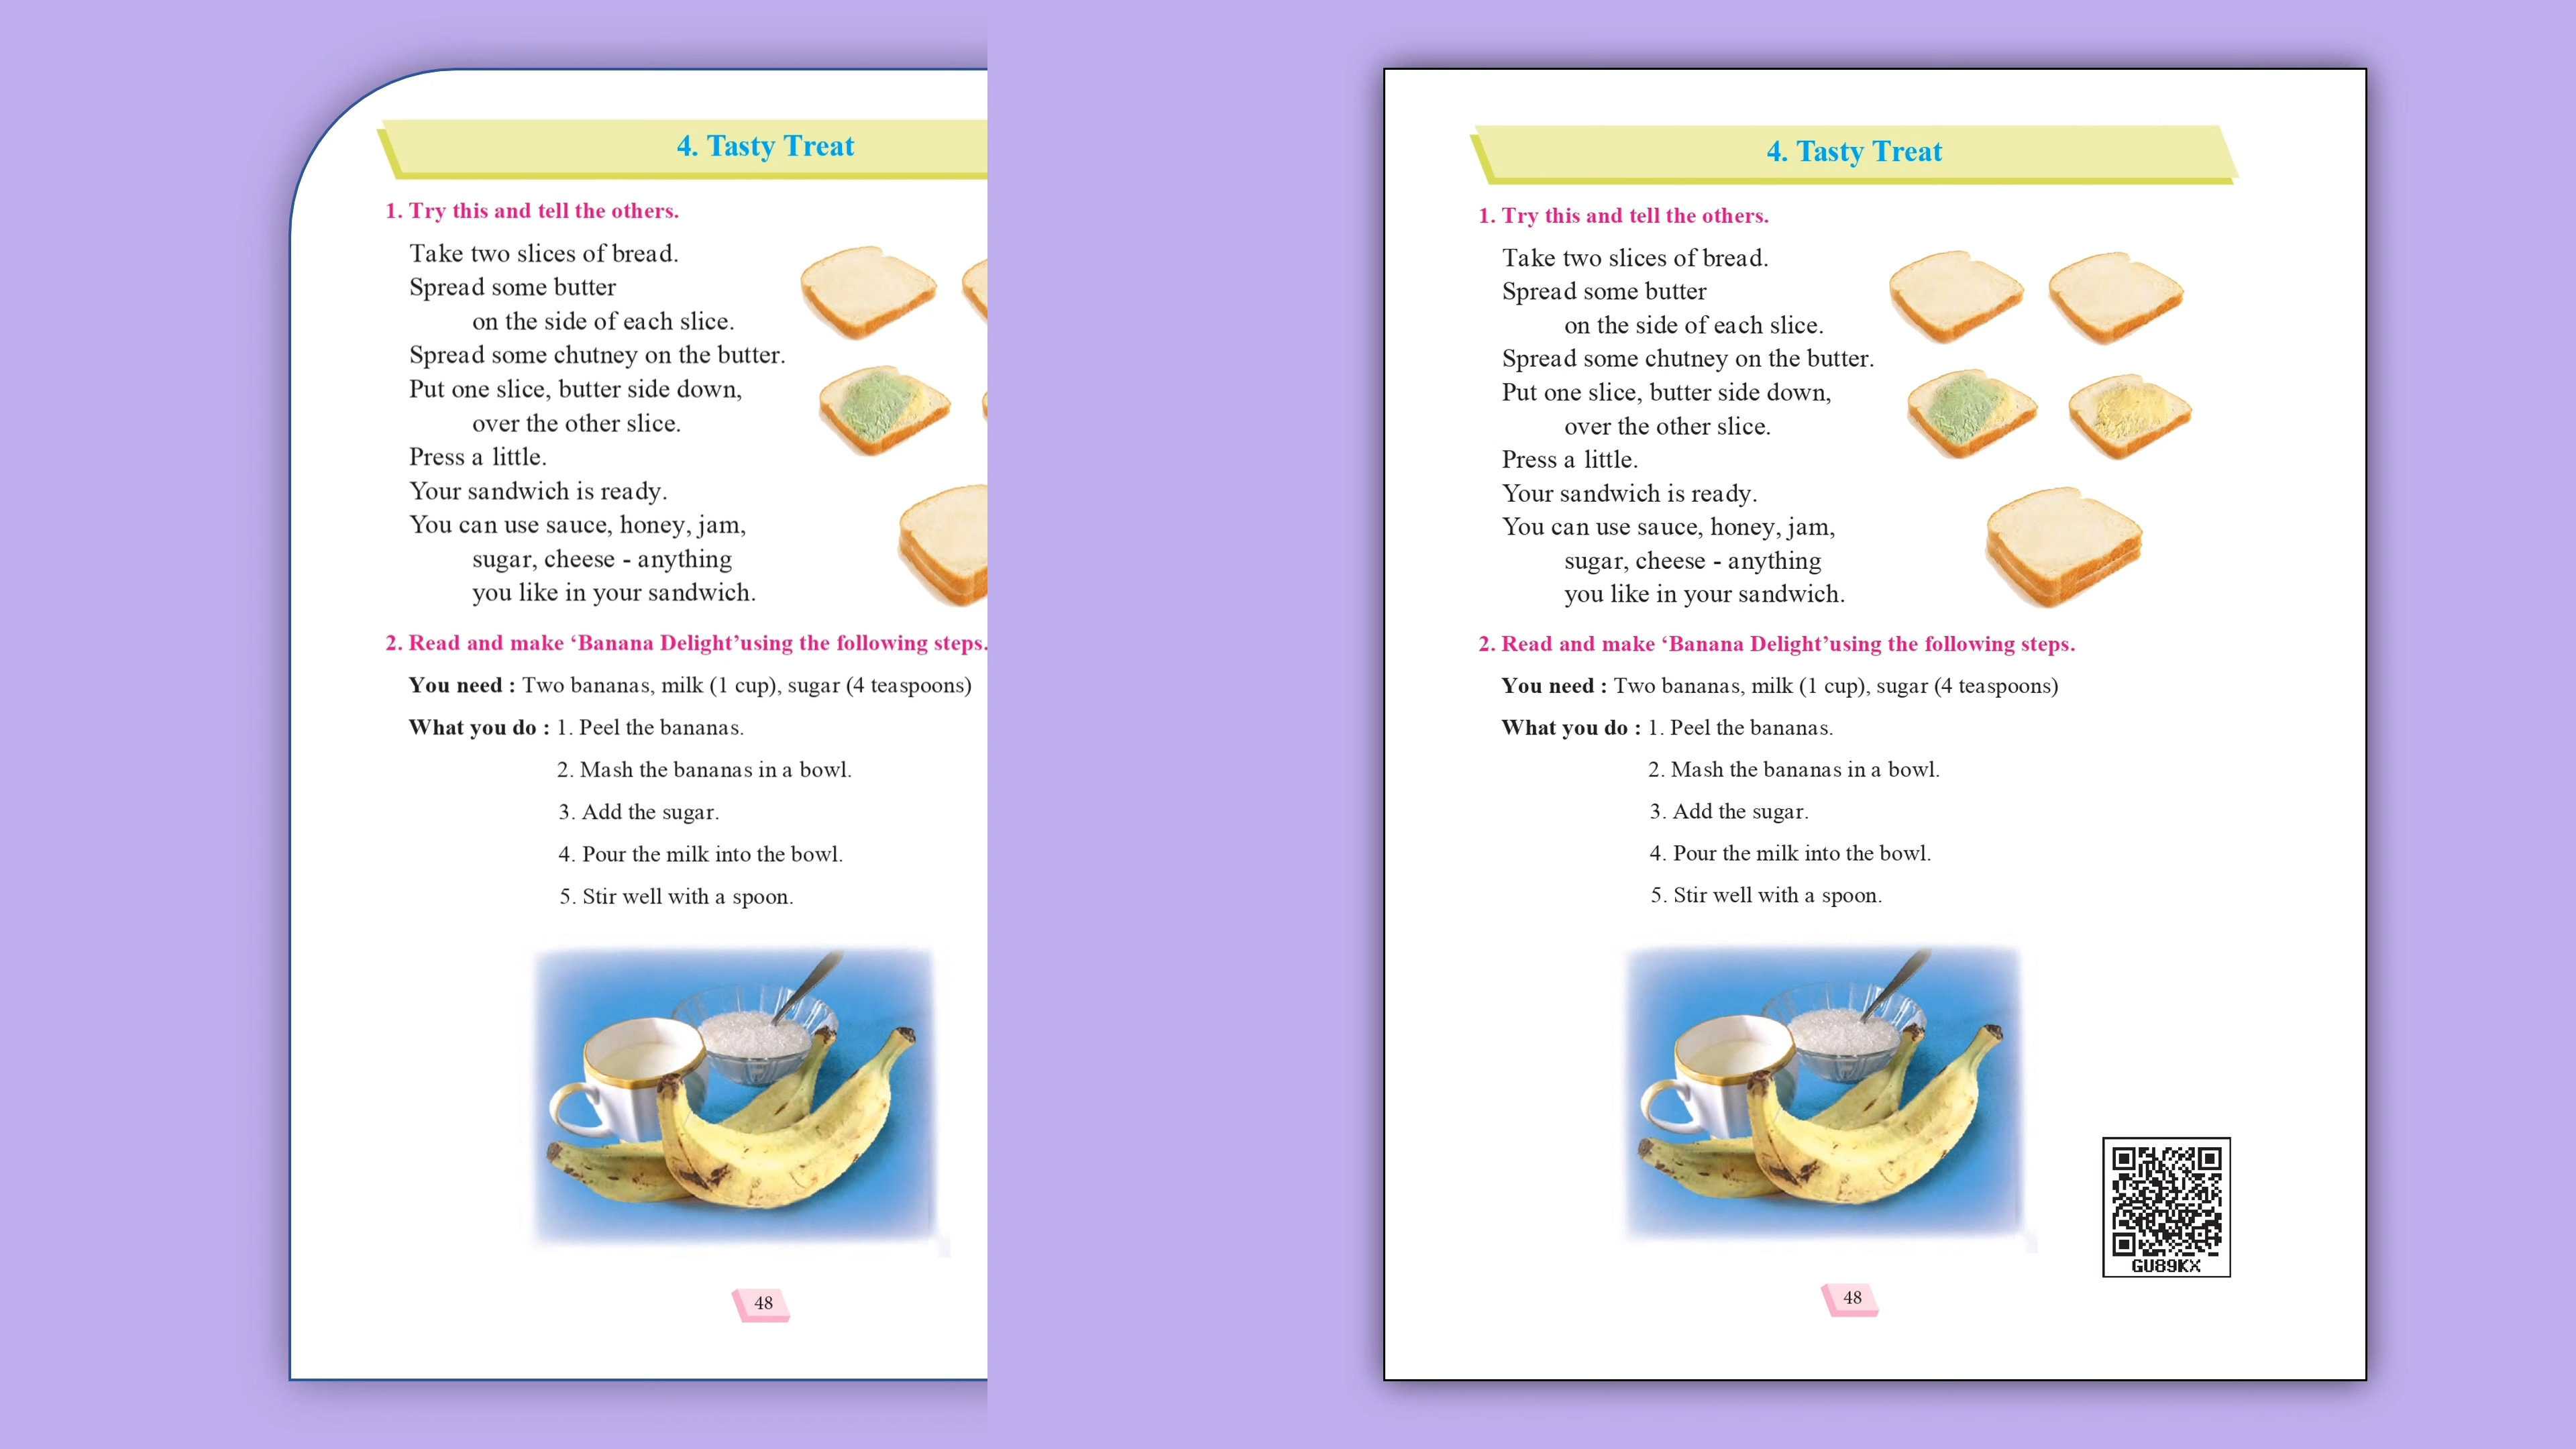 4. Tasty Treat
1. Try this and tell the others.
Take two slices of bread.
Spread some butter
on the side of each slice.
Spread some chutney on the butter.
Put one slice, butter side down,
over the other slice.
Press a little.
Your sandwich is ready.
You can use sauce, honey, jam,
sugar, cheese - anything
you like in your sandwich.
2. Read and make ‘Banana Delight’using the following steps.
You need : Two bananas, milk (1 cup), sugar (4 teaspoons)
What you do : 1. Peel the bananas.
2. Mash the bananas in a bowl.
3. Add the sugar.
4. Pour the milk into the bowl.
5. Stir well with a spoon.
48
4. Tasty Treat
1. Try this and tell the others.
Take two slices of bread.
Spread some butter
on the side of each slice.
Spread some chutney on the butter.
Put one slice, butter side down,
over the other slice.
Press a little.
Your sandwich is ready.
You can use sauce, honey, jam,
sugar, cheese - anything
you like in your sandwich.
2. Read and make ‘Banana Delight’using the following steps.
You need : Two bananas, milk (1 cup), sugar (4 teaspoons)
What you do : 1. Peel the bananas.
2. Mash the bananas in a bowl.
3. Add the sugar.
4. Pour the milk into the bowl.
5. Stir well with a spoon.
GU89KX
48